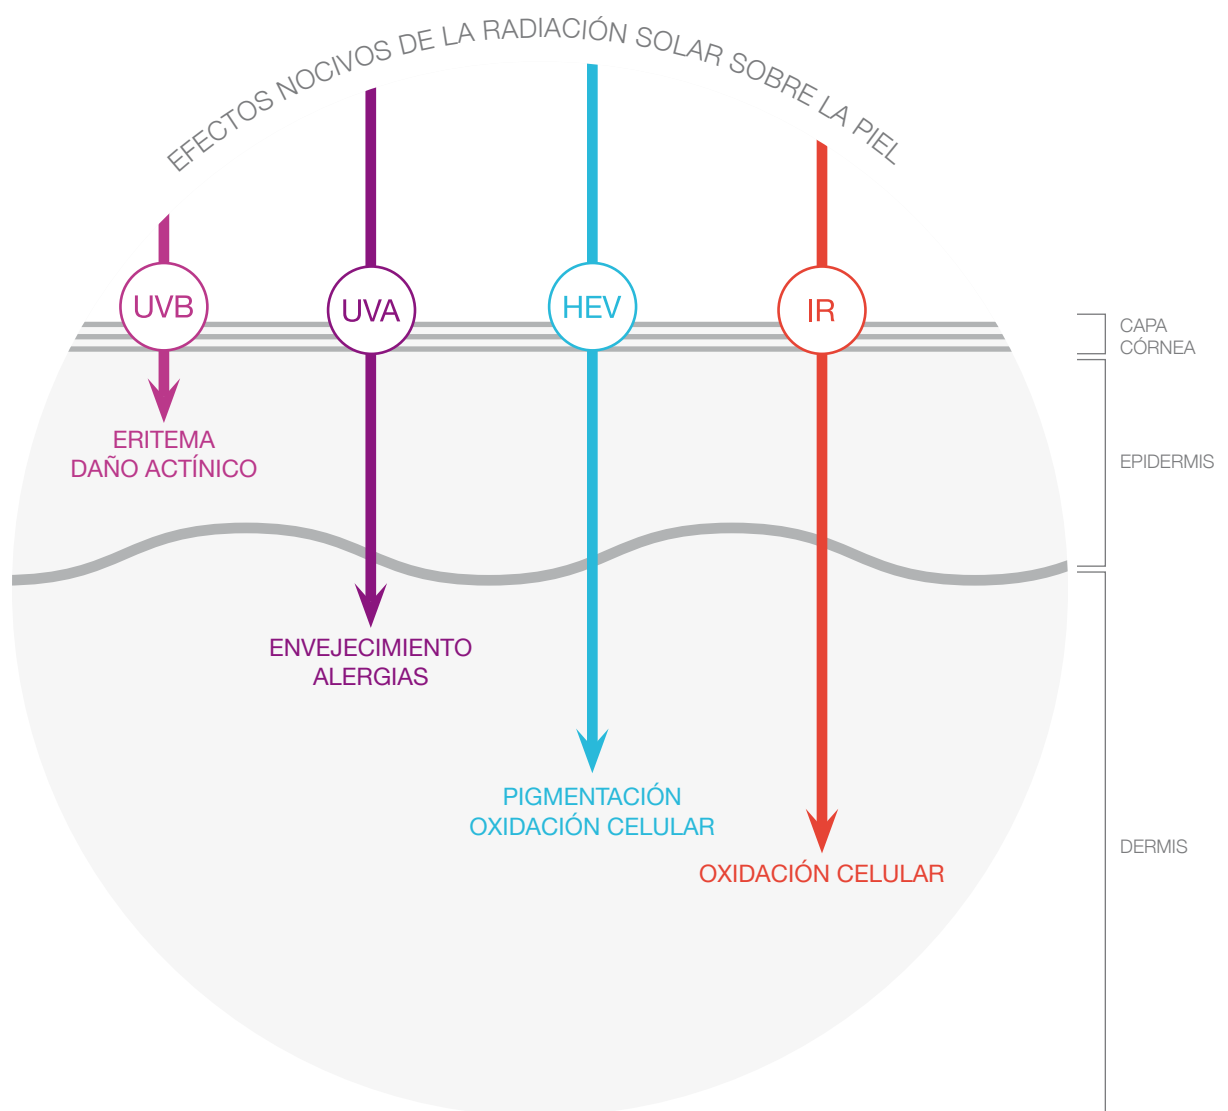 EFECTOS NOCIVOS DE LA RADIACIÓN SOLAR SOBRE LA PIEL
UVB
UVA
HEV
IR
CAPA
CÓRNEA
ERITEMA
DAÑO ACTÍNICO
EPIDERMIS
ENVEJECIMIENTO
ALERGIAS
PIGMENTACIÓN
OXIDACIÓN CELULAR
OXIDACIÓN CELULAR
DERMIS